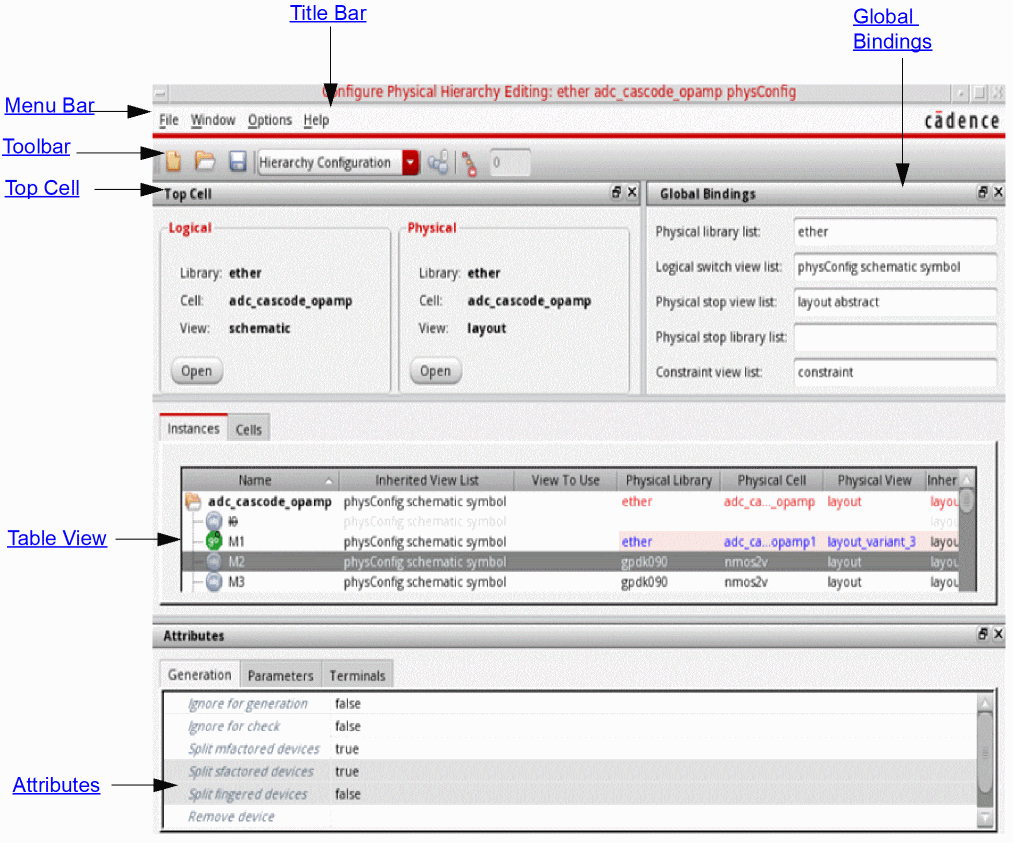 Title Bar
Global
Bindings
Menu Bar
Toolbar
Top Cell
Table View
Attributes
Configure Physical Hierarchy Editing: ether adc_cascode_opamp physConfig
File Window Options Help
cādence
Hierarchy Configuration 0
Top Cell
Global Bindings
Logical
Library: ether
Cell: adc_cascode_opamp
View: schematic
Open
Physical
Library: ether
Cell: adc_cascode_opamp
View: layout
Open
Physical library list: ether
Logical switch view list: physConfig schematic symbol
Physical stop view list: layout abstract
Physical stop library list:
Constraint view list: constraint
Instances Cells
Name Inherited View List View To Use Physical Library Physical Cell Physical View Inher
adc_cascode_opamp physConfig schematic symbol ether adc_ca..._opamp layout layou
physConfig schematic symbol layou
M1 physConfig schematic symbol ether adc_ca...opamp1 layout_variant_3 layou
M2 physConfig schematic symbol gpdk090 nmos2v layout layou
M3 physConfig schematic symbol gpdk090 nmos2v layout layou
Attributes
Generation Parameters Terminals
Ignore for generation false
Ignore for check false
Split mfactored devices true
Split sfactored devices true
Split fingered devices false
Remove device